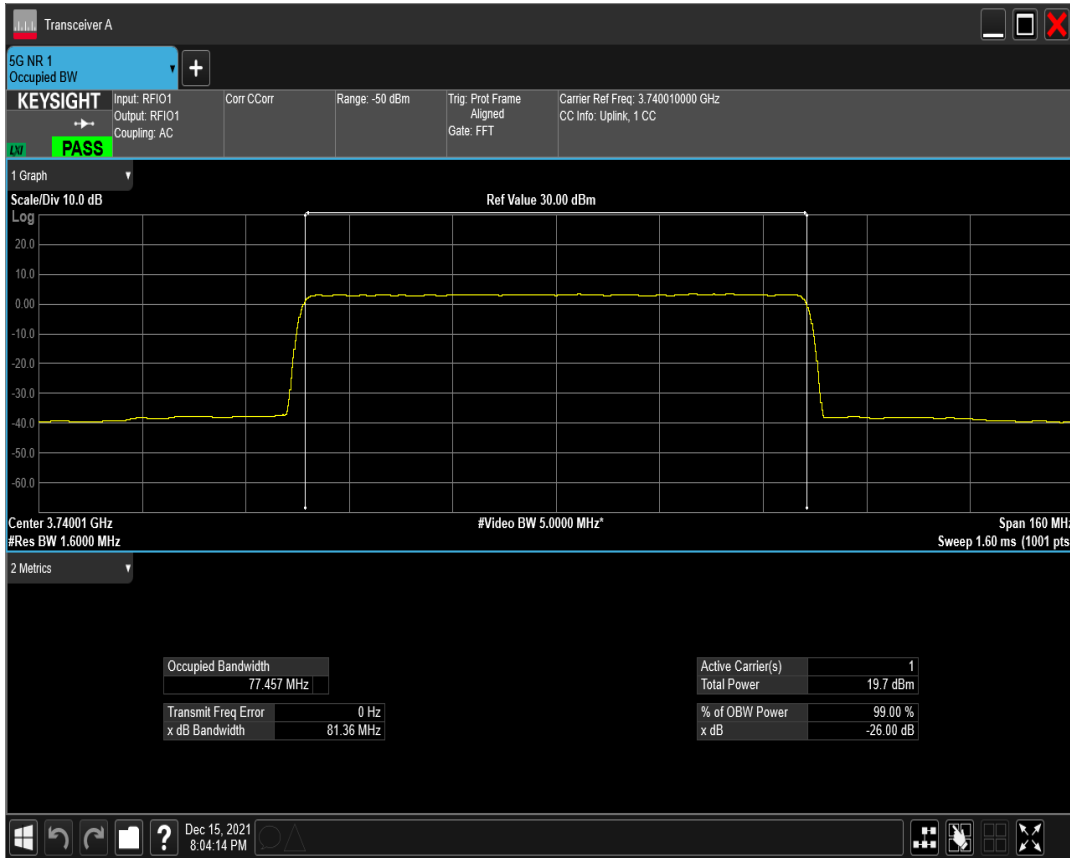 Transceiver A
5G NR 1
Occupied BW
+
KEYSIGHT
LXI
PASS
Input: RFIO1
Output: RFIO1
Coupling: AC
Corr CCorr
Range: -50 dBm
Trig: Prot Frame
Aligned
Gate: FFT
Carrier Ref Freq: 3.740010000 GHz
CC Info: Uplink, 1 CC
1 Graph
Scale/Div 10.0 dB
Ref Value 30.00 dBm
Log
20.0
10.0
0.00
-10.0
-20.0
-30.0
-40.0
-50.0
-60.0
Center 3.74001 GHz
#Video BW 5.0000 MHz*
Span 160 MHz
#Res BW 1.6000 MHz
Sweep 1.60 ms (1001 pts
2 Metrics
Occupied Bandwidth
77.457 MHz
Transmit Freq Error 0 Hz
x dB Bandwidth 81.36 MHz
Active Carrier(s) 1
Total Power 19.7 dBm
% of OBW Power 99.00 %
x dB -26.00 dB
?
Dec 15, 2021
8:04:14 PM